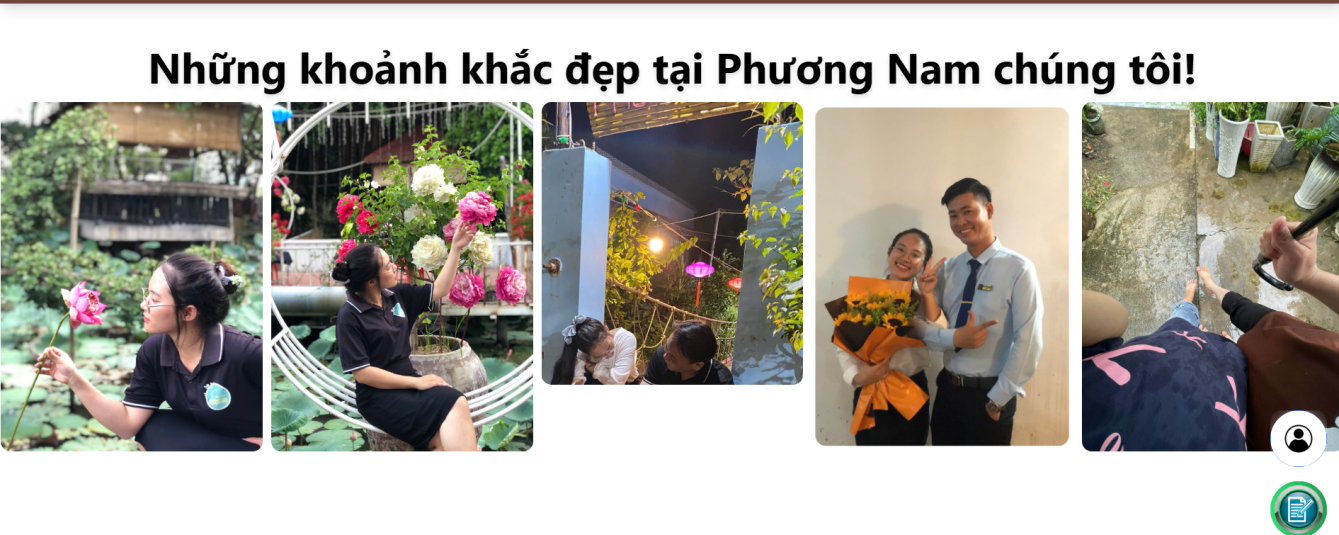 Những khoảnh khắc đẹp tại Phương Nam chúng tôi!